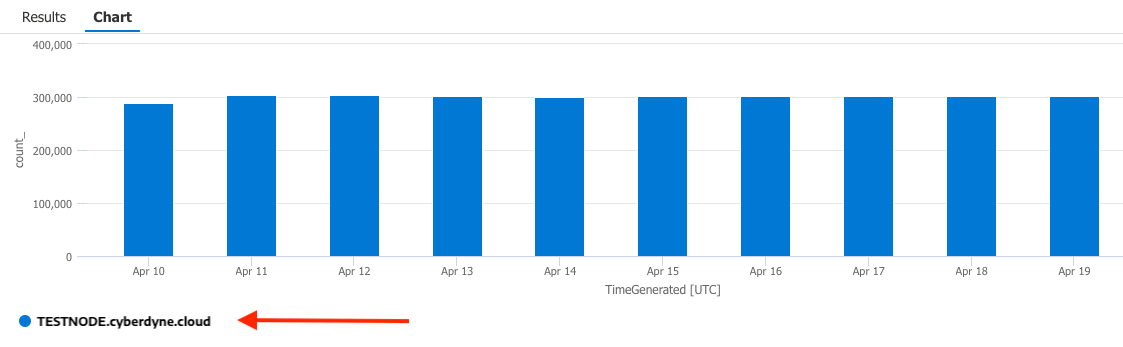 Results Chart
400,000
300,000
200,000
100,000
0
count_
Apr 10 Apr 11 Apr 12 Apr 13 Apr 14 Apr 15 Apr 16 Apr 17 Apr 18 Apr 19
TimeGenerated [UTC]
TESTNODE.cyberdyne.cloud